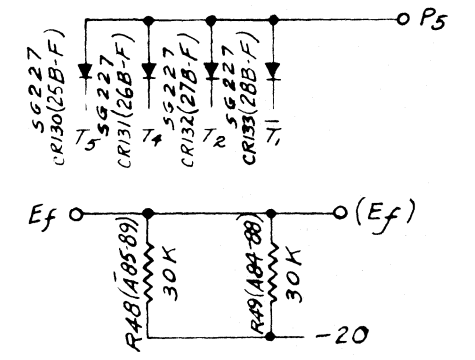 P5
SG227
CR130(25B-F)
T5
SG227
CR131(26B-F)
T4
SG227
CR132(27B-F)
T2
SG227
CR133(28B-F)
T̅1
Ef
(Ef)
R48(A85-89)
30K
R49(A84-88)
30K
-20